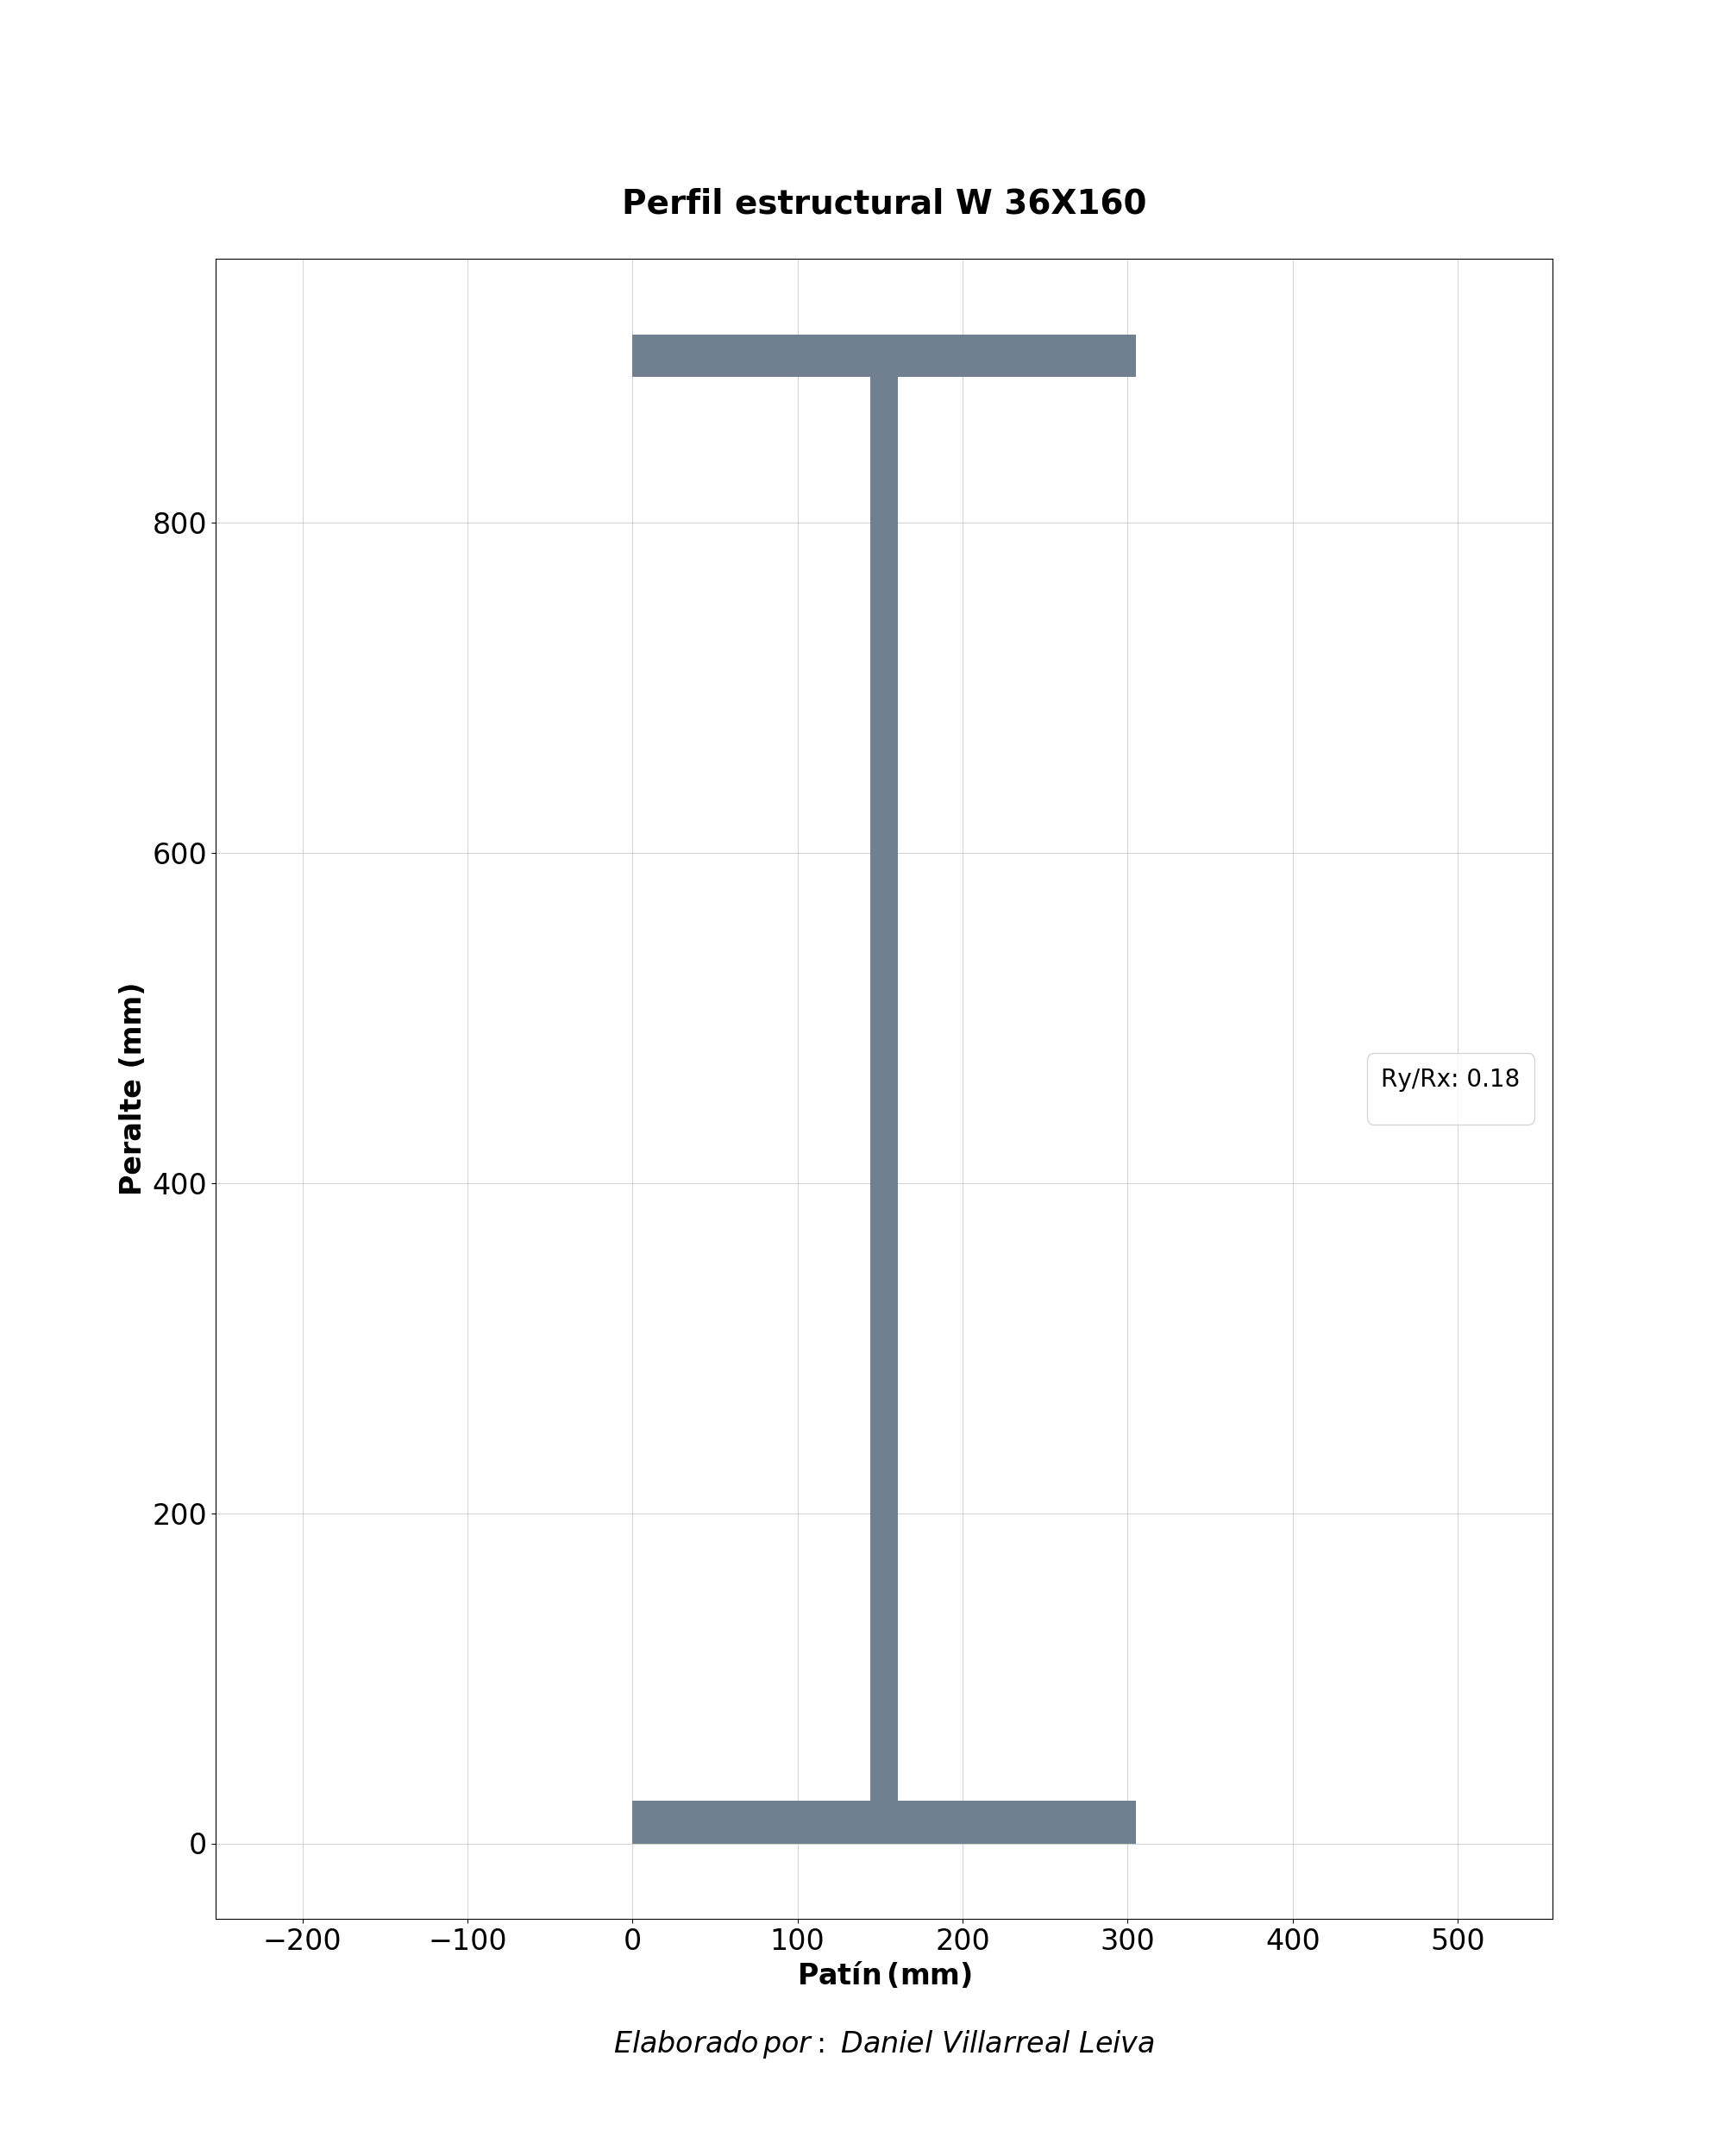 Perfil estructural W 36X160
800
600
400
200
0
Peralte (mm)
Ry/Rx: 0.18
−200 −100 0 100 200 300 400 500
Patín (mm)
Elaborado por: Daniel Villarreal Leiva